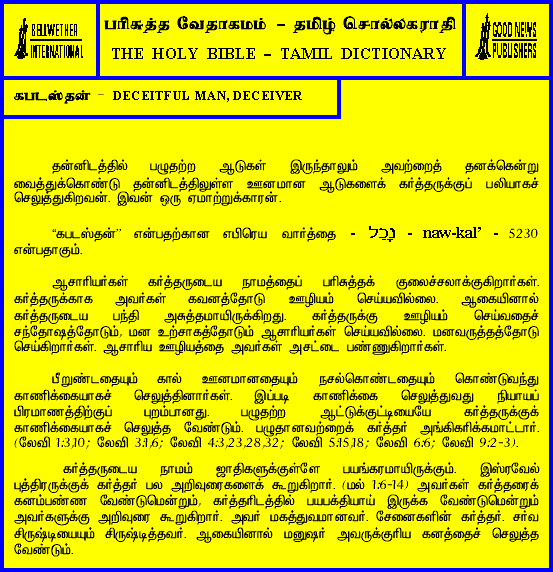 BELLWETHER
INTERNATIONAL
பரிசுத்த வேதாகமம் – தமிழ் சொல்லகராதி
THE HOLY BIBLE – TAMIL DICTIONARY
GOOD NEWS
PUBLISHERS
கபடஸ்தன் – DECEITFUL MAN, DECEIVER
தன்னிடத்தில் பழுதற்ற ஆடுகள் இருந்தாலும் அவற்றைத் தனக்கென்று
வைத்துக்கொண்டு தன்னிடத்திலுள்ள ஊனமான ஆடுகளைக் கர்த்தருக்குப் பலியாகச்
செலுத்துகிறவன். இவன் ஒரு ஏமாற்றுக்காரன்.
“கபடஸ்தன்” என்பதற்கான எபிரெய வார்த்தை - נָכַל - naw-kal’ - 5230
என்பதாகும்.
ஆசாரியர்கள் கர்த்தருடைய நாமத்தைப் பரிசுத்தக் குலைச்சலாக்குகிறார்கள்.
கர்த்தருக்காக அவர்கள் கவனத்தோடு ஊழியம் செய்யவில்லை. ஆகையினால்
கர்த்தருடைய பந்தி அசுத்தமாயிருக்கிறது. கர்த்தருக்கு ஊழியம் செய்வதைச்
சந்தோஷத்தோடும், மன உற்சாகத்தோடும் ஆசாரியர்கள் செய்யவில்லை. மனவருத்தத்தோடு
செய்கிறார்கள். ஆசாரிய ஊழியத்தை அவர்கள் அசட்டை பண்ணுகிறார்கள்.
பீறுண்டதையும் கால் ஊனமானதையும் நசல்கொண்டதையும் கொண்டுவந்து
காணிக்கையாகச் செலுத்தினார்கள். இப்படி காணிக்கை செலுத்துவது நியாயப்
பிரமாணத்திற்குப் புறம்பானது. பழுதற்ற ஆட்டுக்குட்டியையே கர்த்தருக்குக்
காணிக்கையாகச் செலுத்த வேண்டும். பழுதானவற்றைக் கர்த்தர் அங்கிகரிக்கமாட்டார்.
(லேவி 1:3,10; லேவி 3:1,6; லேவி 4:3,23,28,32; லேவி 5:15,18; லேவி 6:6; லேவி 9:2-3).
கர்த்தருடைய நாமம் ஜாதிகளுக்குள்ளே பயங்கரமாயிருக்கும். இஸ்ரவேல்
புத்திரருக்குக் கர்த்தர் பல அறிவுரைகளைக் கூறுகிறார். (மல் 1:6-14) அவர்கள் கர்த்தரைக்
கனம்பண்ண வேண்டுமென்றும், கர்த்தரிடத்தில் பயபக்தியாய் இருக்க வேண்டுமென்றும்
அவர்களுக்கு அறிவுரை கூறுகிறார். அவர் மகத்துவமானவர். சேனைகளின் கர்த்தர். சர்வ
சிருஷ்டியையும் சிருஷ்டித்தவர். ஆகையினால் மனுஷர் அவருக்குரிய கனத்தைச் செலுத்த
வேண்டும்.